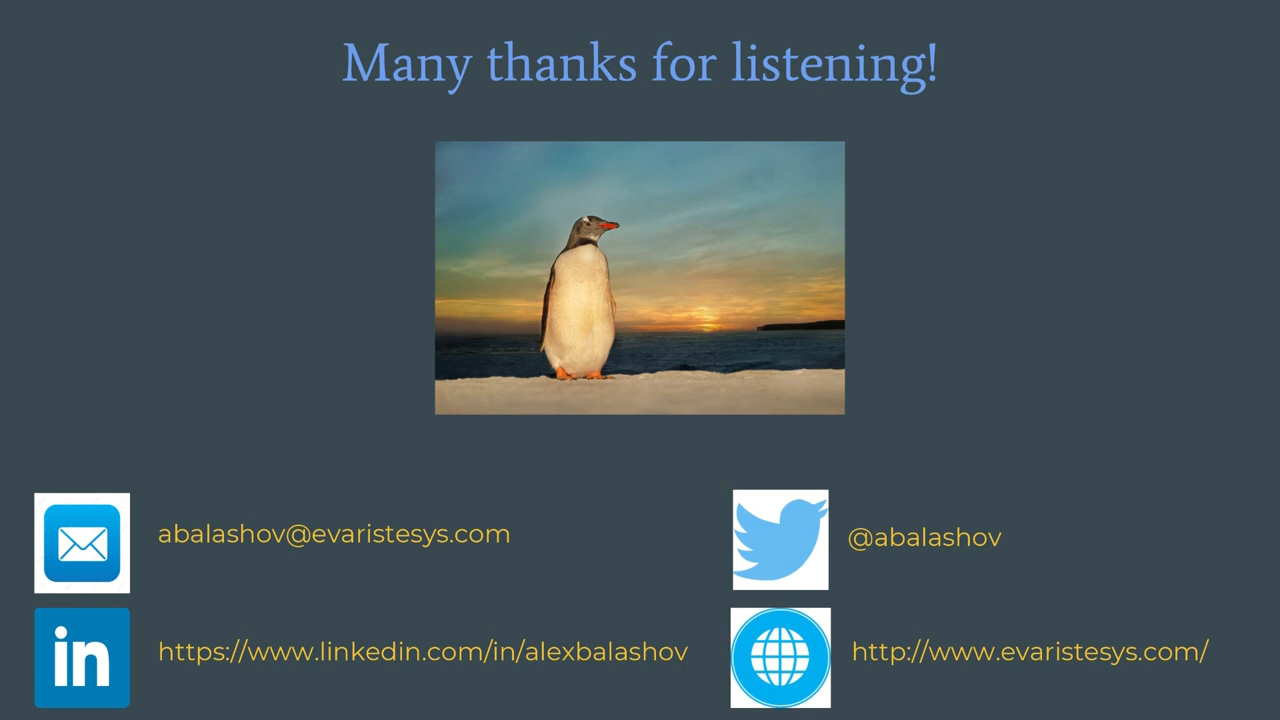 Many thanks for listening!
abalashov@evaristesys.com
@abalashov
in
https://www.linkedin.com/in/alexbalashov
http://www.evaristesys.com/